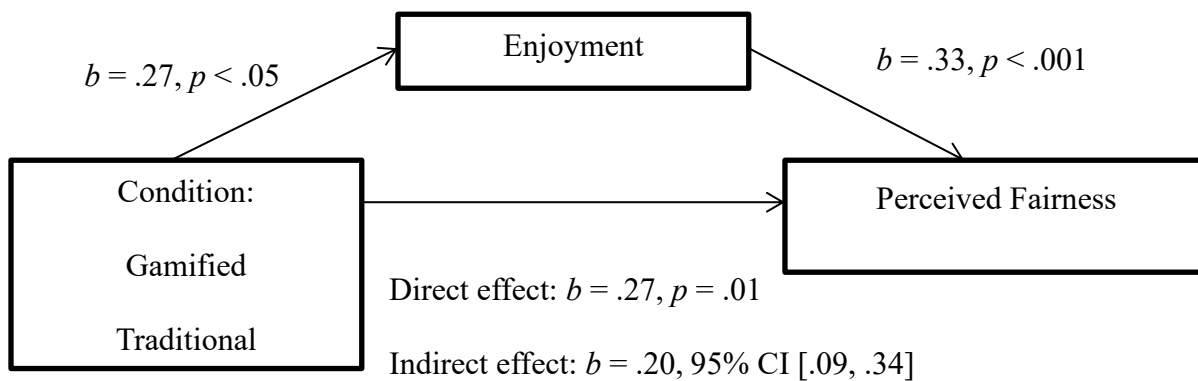 Enjoyment
b = .27, p < .05
b = .33, p < .001
Condition:
Gamified
Traditional
Perceived Fairness
Direct effect: b = .27, p = .01
Indirect effect: b = .20, 95% CI [.09, .34]